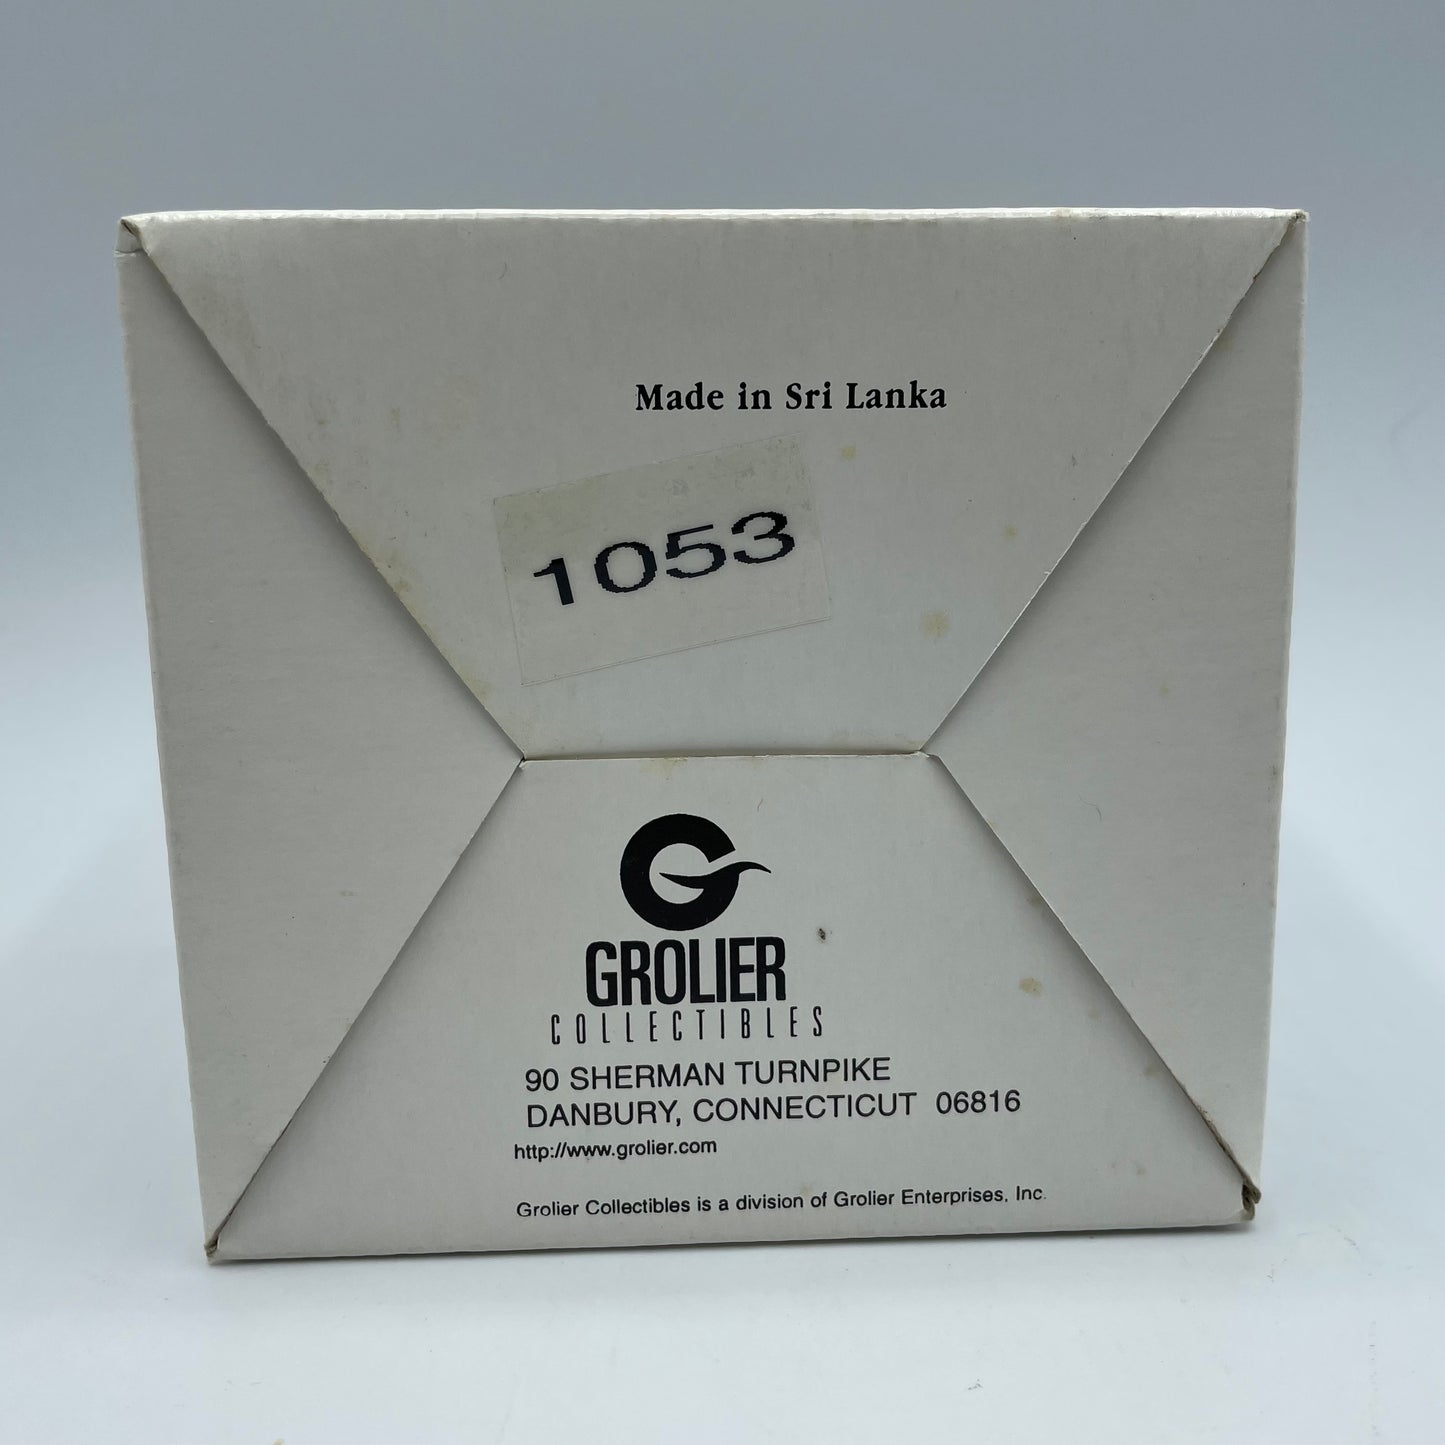 Made in Sri Lanka
1053
GROLIER
COLLECTIBLES
90 SHERMAN TURNPIKE
DANBURY, CONNECTICUT 06816
http://www.grolier.com
Grolier Collectibles is a division of Grolier Enterprises, Inc.